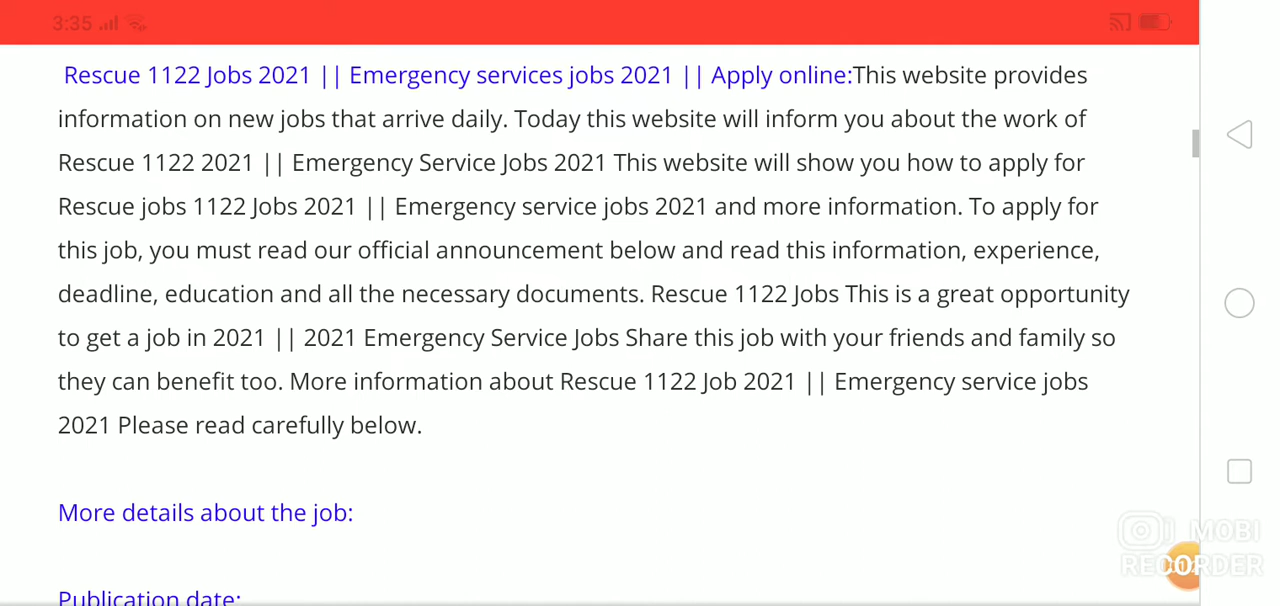 3:35
Rescue 1122 Jobs 2021 || Emergency services jobs 2021 || Apply online:This website provides
information on new jobs that arrive daily. Today this website will inform you about the work of
Rescue 1122 2021 || Emergency Service Jobs 2021 This website will show you how to apply for
Rescue jobs 1122 Jobs 2021 || Emergency service jobs 2021 and more information. To apply for
this job, you must read our official announcement below and read this information, experience,
deadline, education and all the necessary documents. Rescue 1122 Jobs This is a great opportunity
to get a job in 2021 || 2021 Emergency Service Jobs Share this job with your friends and family so
they can benefit too. More information about Rescue 1122 Job 2021 || Emergency service jobs
2021 Please read carefully below.
More details about the job:
Publication date:
MOBI
RECORDER